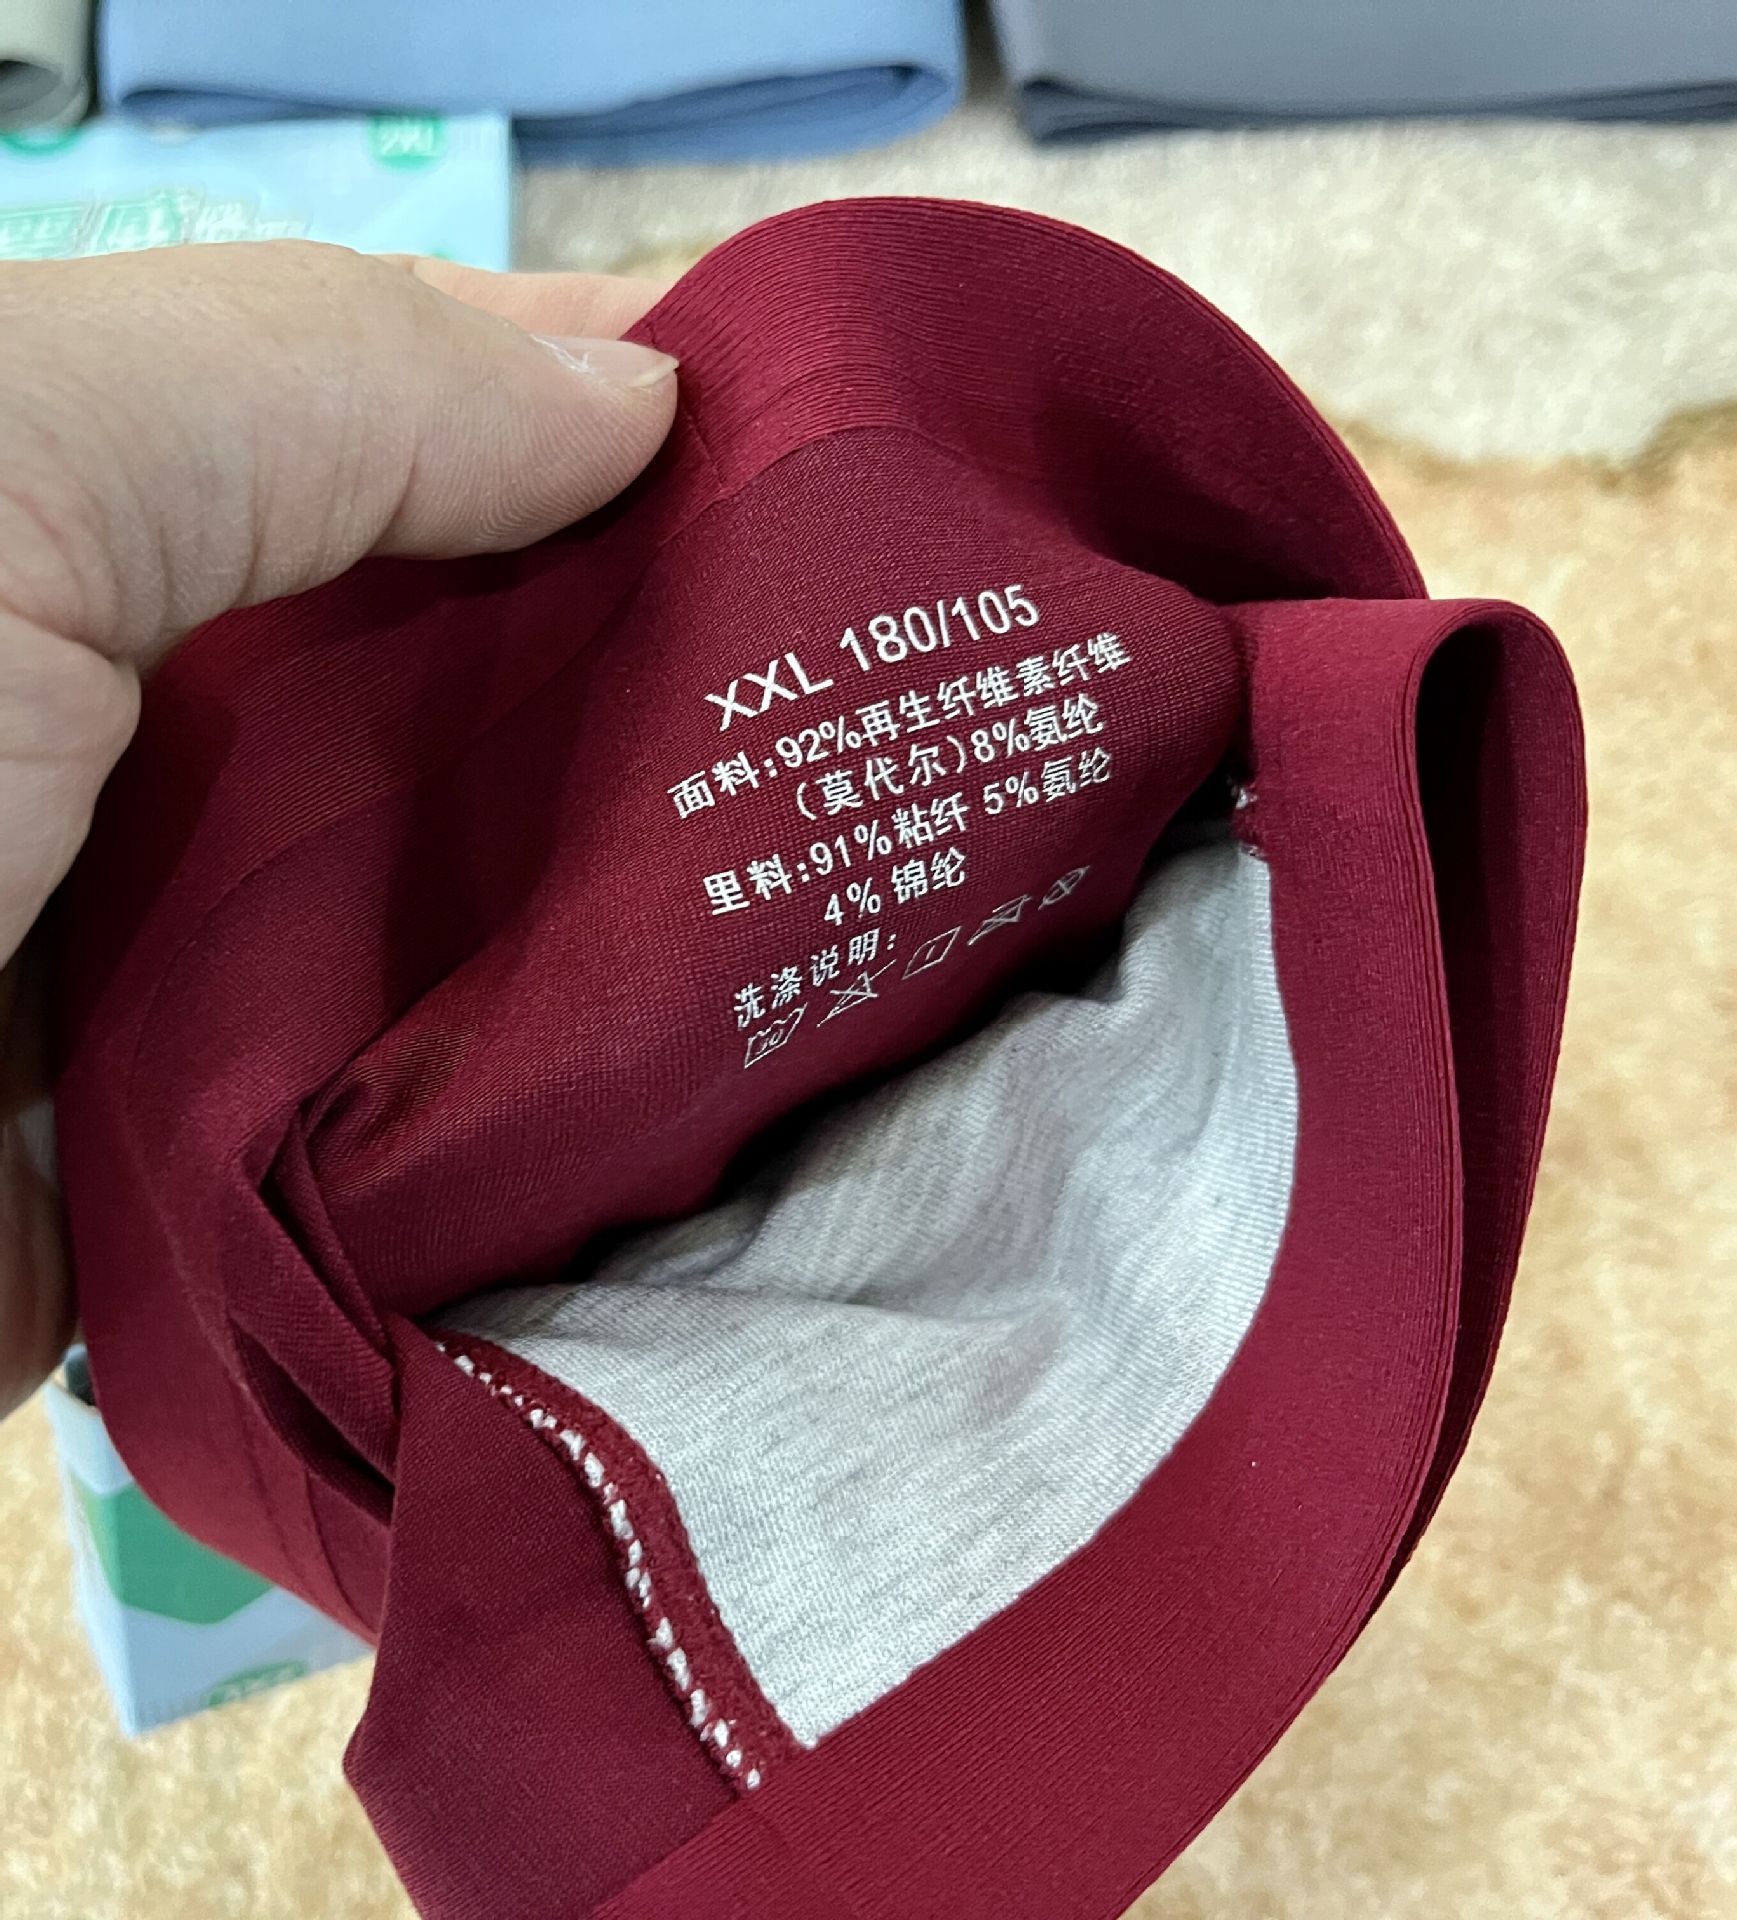 XXL 180/105
面料:92%再生纤维素纤维
(莫代尔)8%氨纶
里料:91%粘纤 5%氨纶
4% 锦纶
洗涤说明: